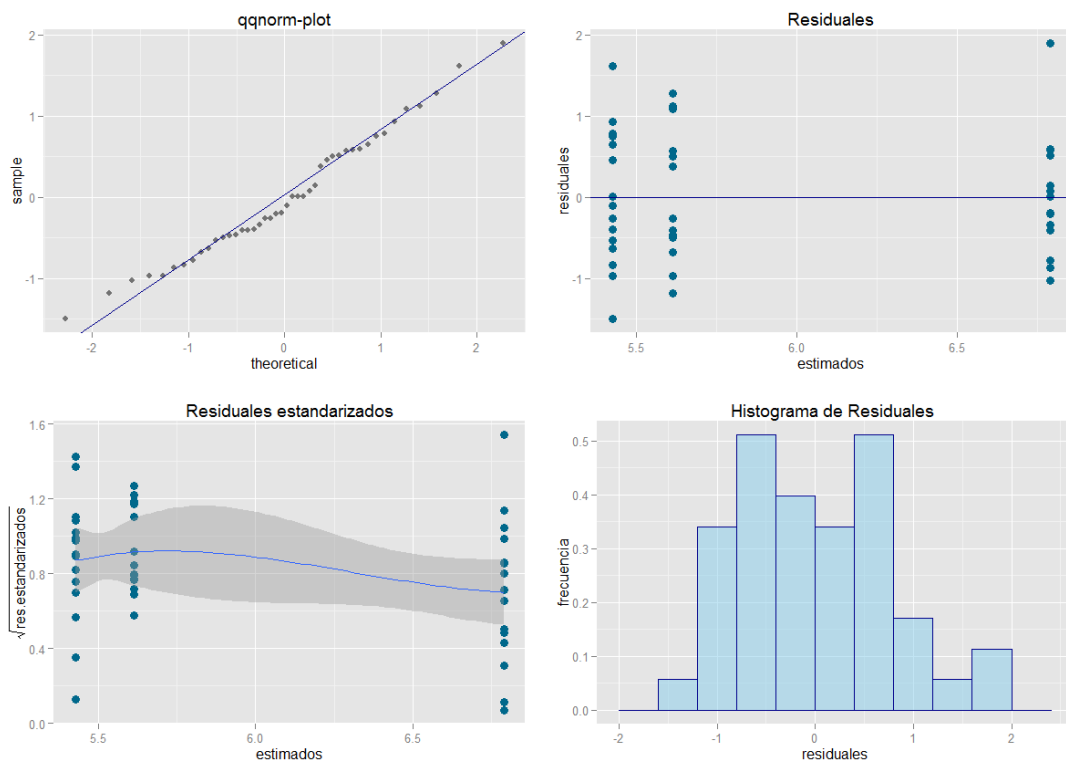 qqnorm-plot
2
1
0
-1
sample
-2
-1
0
1
2
theoretical
Residuales
2
1
0
-1
residuales
5.5
6.0
6.5
estimados
Residuales estandarizados
1.6
1.2
0.8
0.4
0.0
√res.estandarizados
5.5
6.0
6.5
estimados
Histograma de Residuales
0.5
0.4
0.3
0.2
0.1
0.0
frecuencia
-2
-1
0
1
2
residuales